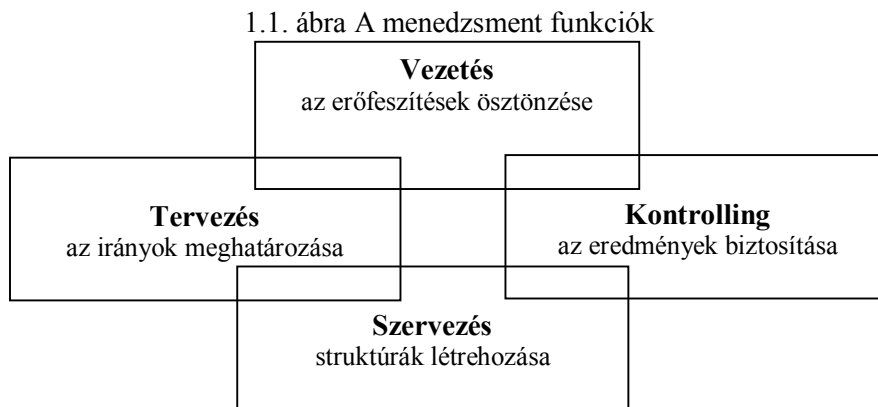 1.1. ábra A menedzsment funkciók
Vezetés
az erőfeszítések ösztönzése
Tervezés
az irányok meghatározása
Kontrolling
az eredmények biztosítása
Szervezés
struktúrák létrehozása